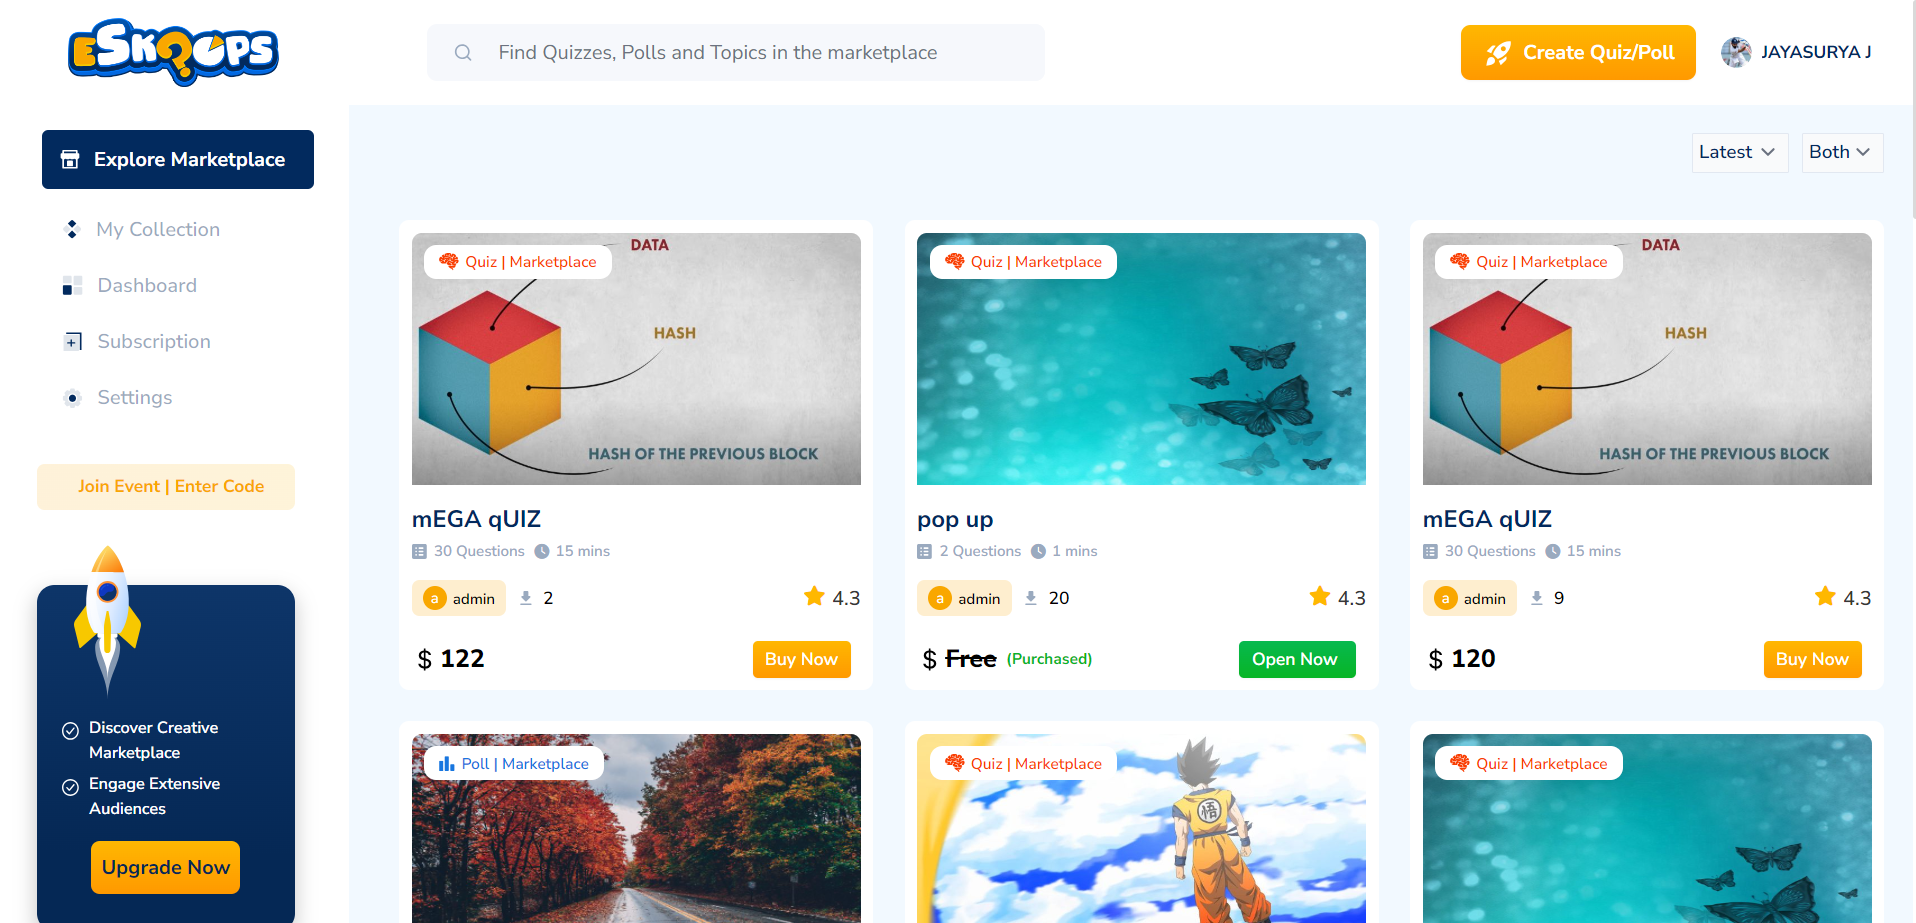 eSkoops
Find Quizzes, Polls and Topics in the marketplace
Create Quiz/Poll
JAYASURYA J
Explore Marketplace
My Collection
Dashboard
Subscription
Settings
Join Event | Enter Code
Discover Creative
Marketplace
Engage Extensive
Audiences
Upgrade Now
Latest
Both
Quiz | Marketplace
DATA
HASH
HASH OF THE PREVIOUS BLOCK
mEGA qUIZ
30 Questions 15 mins
a admin 2 4.3
$ 122 Buy Now
Quiz | Marketplace
pop up
2 Questions 1 mins
a admin 20 4.3
$ Free (Purchased) Open Now
Quiz | Marketplace
DATA
HASH
HASH OF THE PREVIOUS BLOCK
mEGA qUIZ
30 Questions 15 mins
a admin 9 4.3
$ 120 Buy Now
Poll | Marketplace
Quiz | Marketplace
悟
Quiz | Marketplace